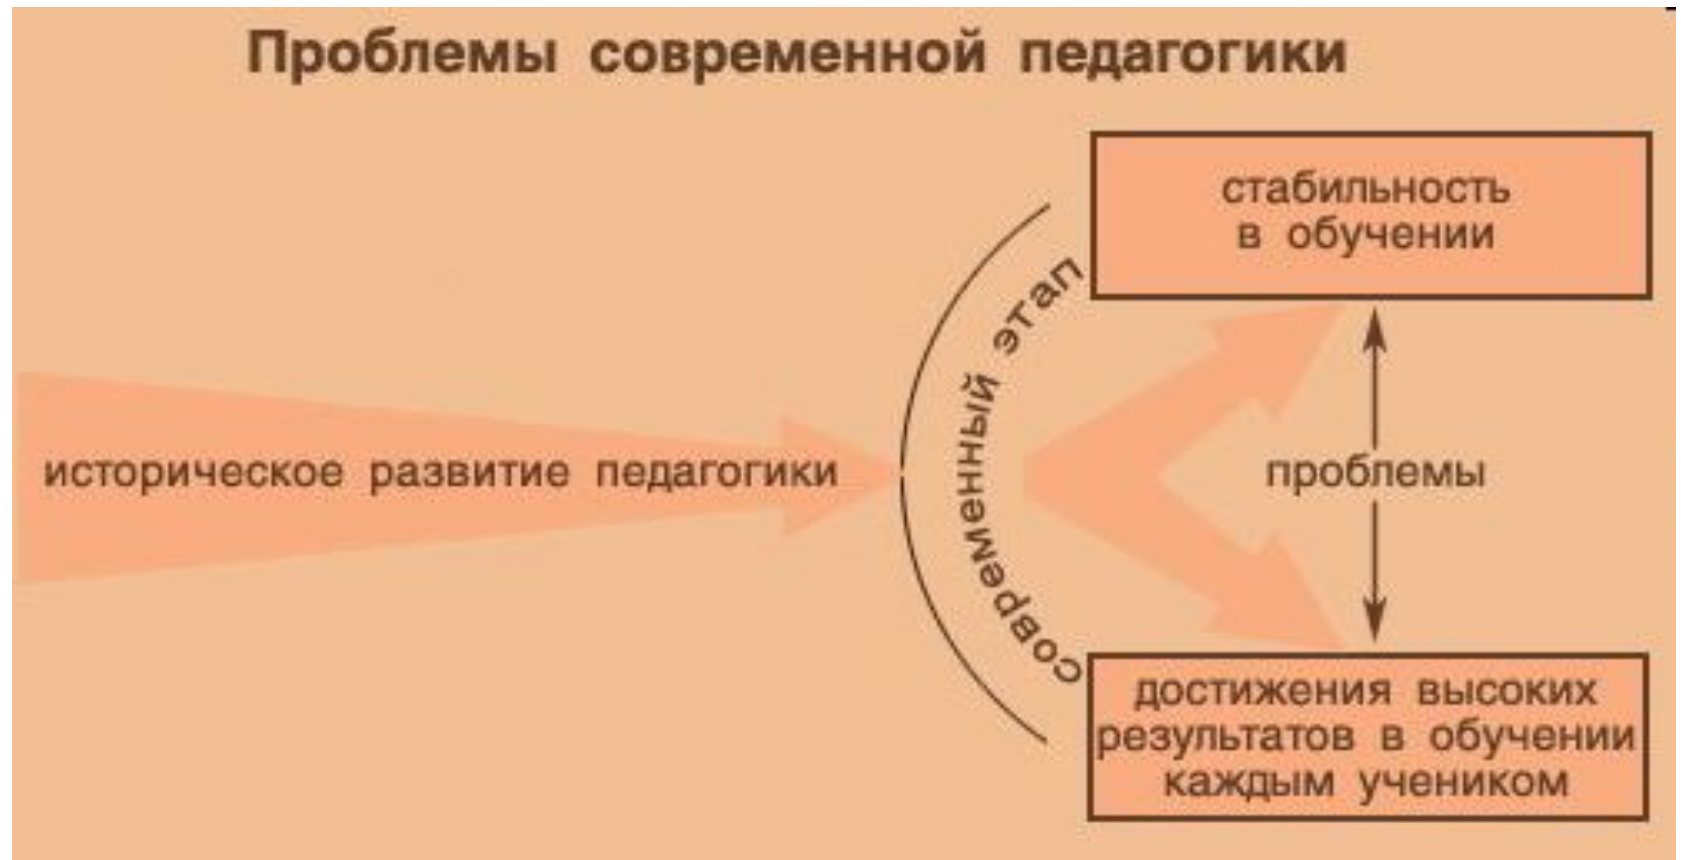 Проблемы современной педагогики
стабильность
в обучении
современный этап
историческое развитие педагогики
проблемы
достижения высоких
результатов в обучении
каждым учеником